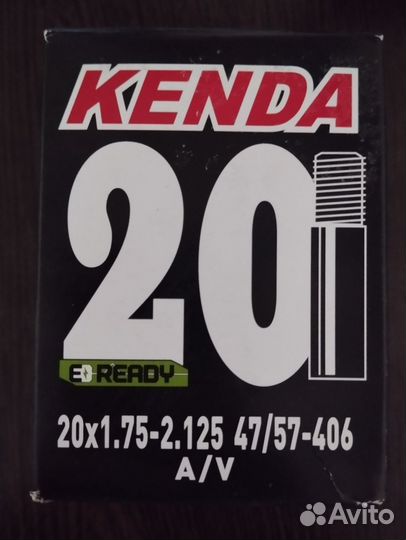 KENDA
20
E READY
20x1.75-2.125 47/57-406
A/V
Avito